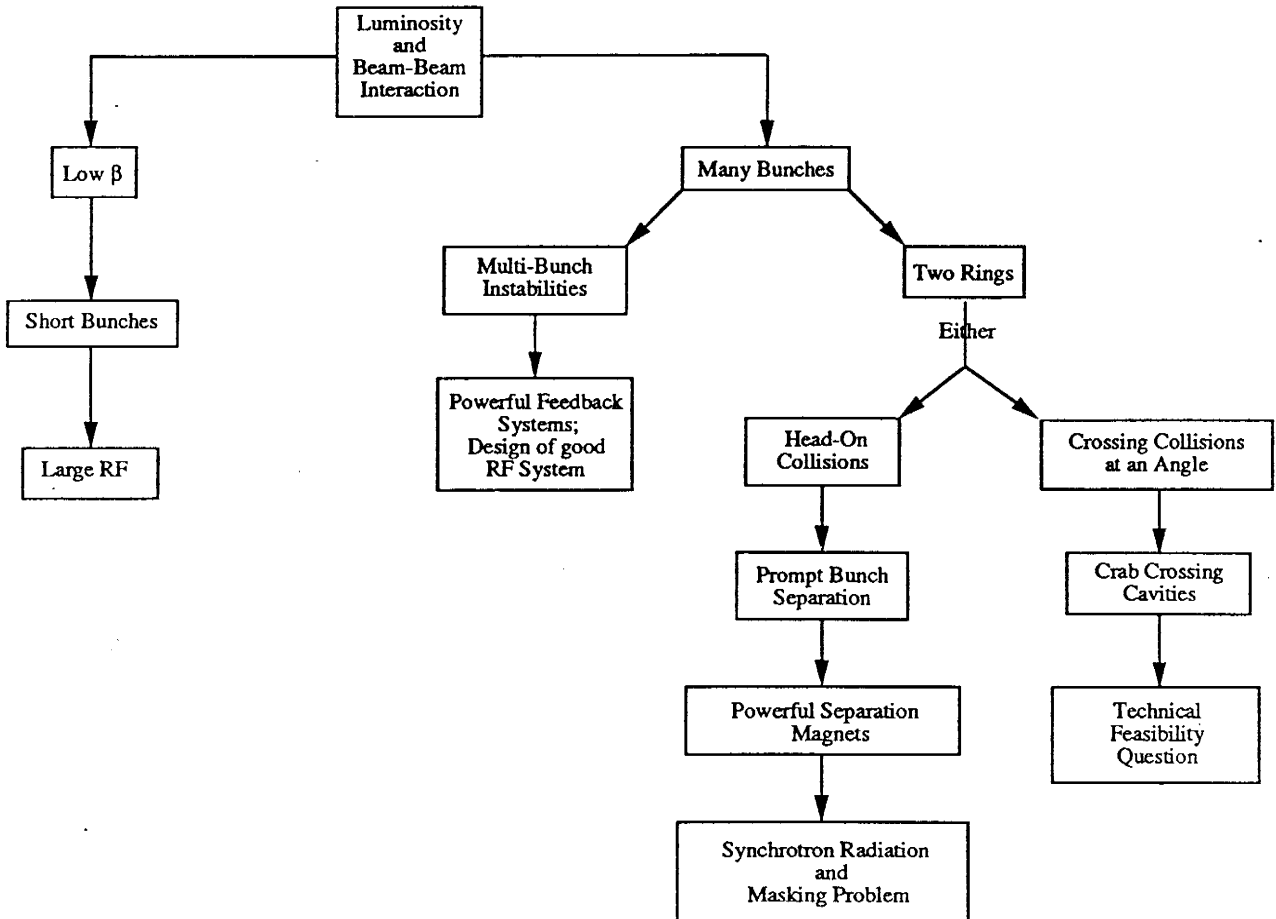 Luminosity
and
Beam-Beam
Interaction
Low β
Many Bunches
Multi-Bunch
Instabilities
Two Rings
Short Bunches
Either
Powerful Feedback
Systems;
Design of good
RF System
Head-On
Collisions
Crossing Collisions
at an Angle
Large RF
Prompt Bunch
Separation
Crab Crossing
Cavities
Powerful Separation
Magnets
Technical
Feasibility
Question
Synchrotron Radiation
and
Masking Problem